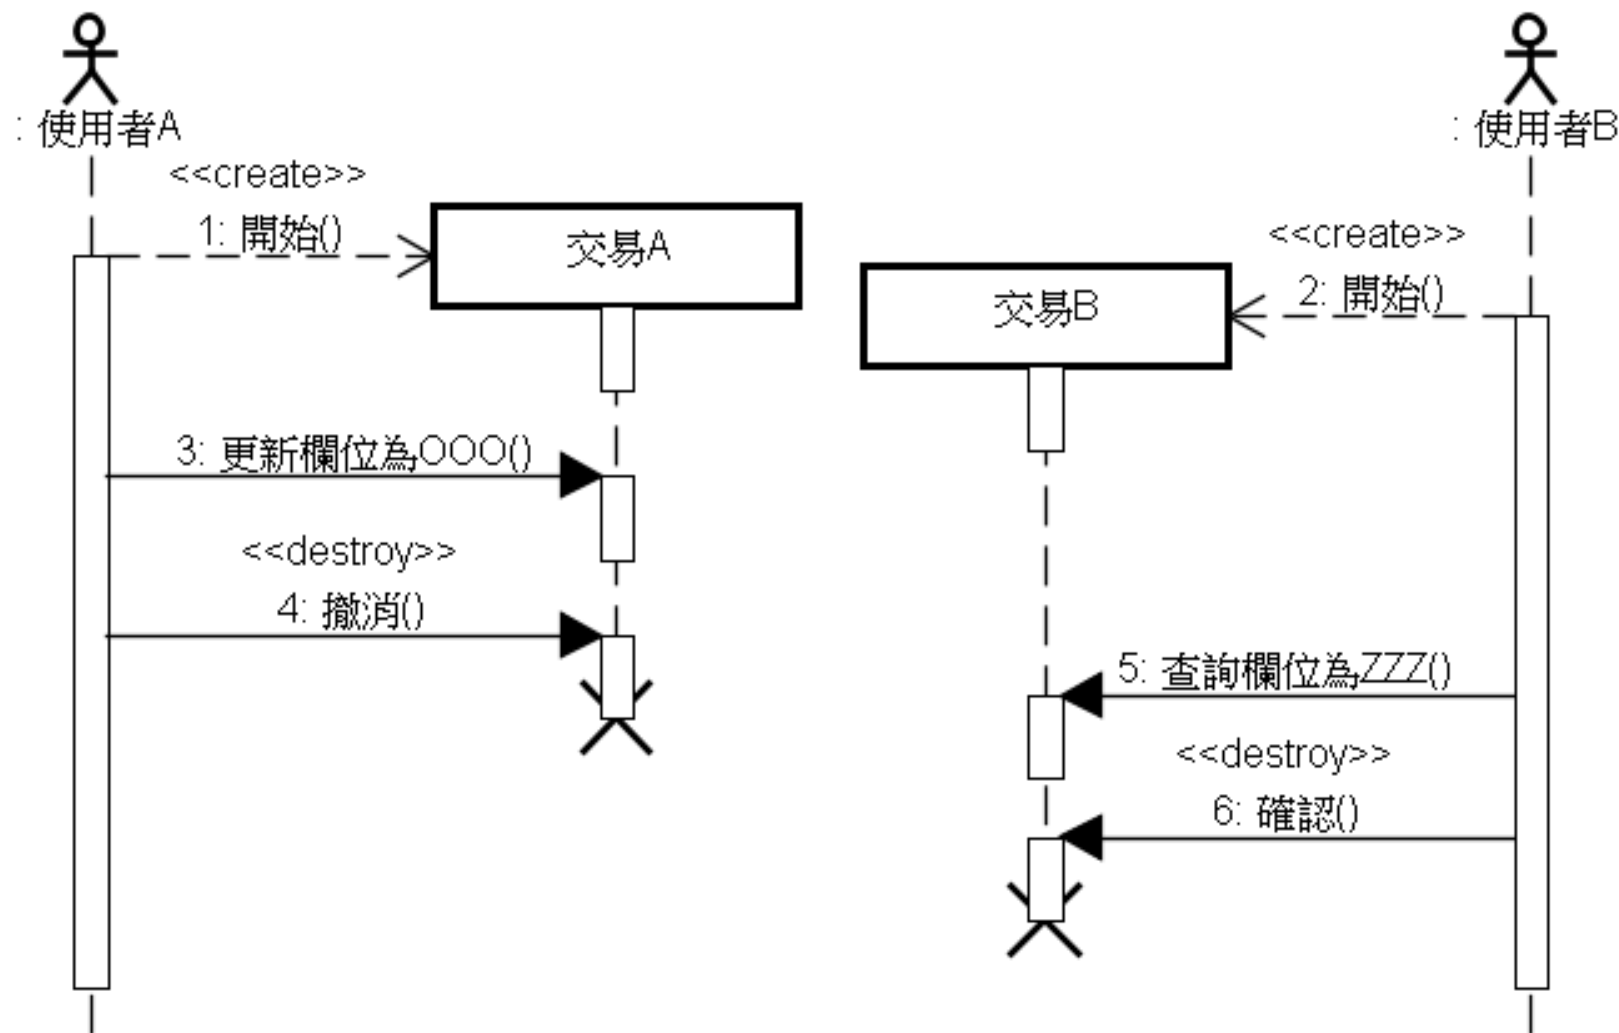 : 使用者A
: 使用者B
<<create>>
1: 開始()
交易A
<<create>>
2: 開始()
交易B
3: 更新欄位為OOO()
<<destroy>>
4: 撤消()
5: 查詢欄位為ZZZ()
<<destroy>>
6: 確認()